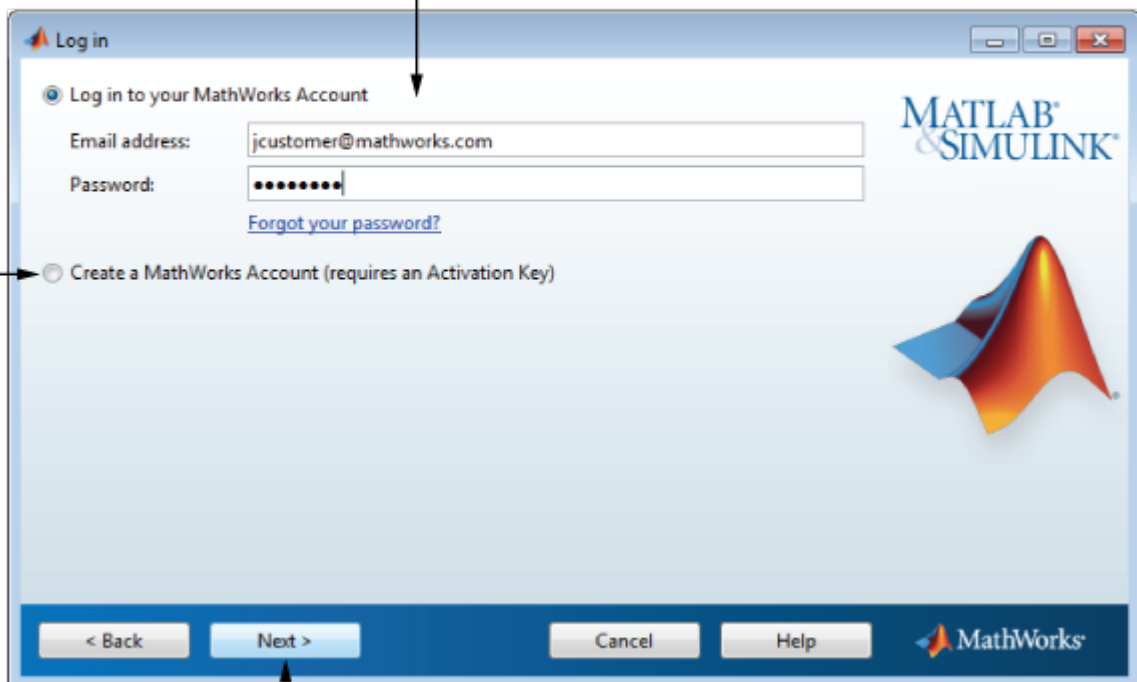 Log in
Log in to your MathWorks Account
Email address: jcustomer@mathworks.com
Password: ••••••••
Forgot your password?
Create a MathWorks Account (requires an Activation Key)
MATLAB®
&SIMULINK®
< Back Next > Cancel Help MathWorks®